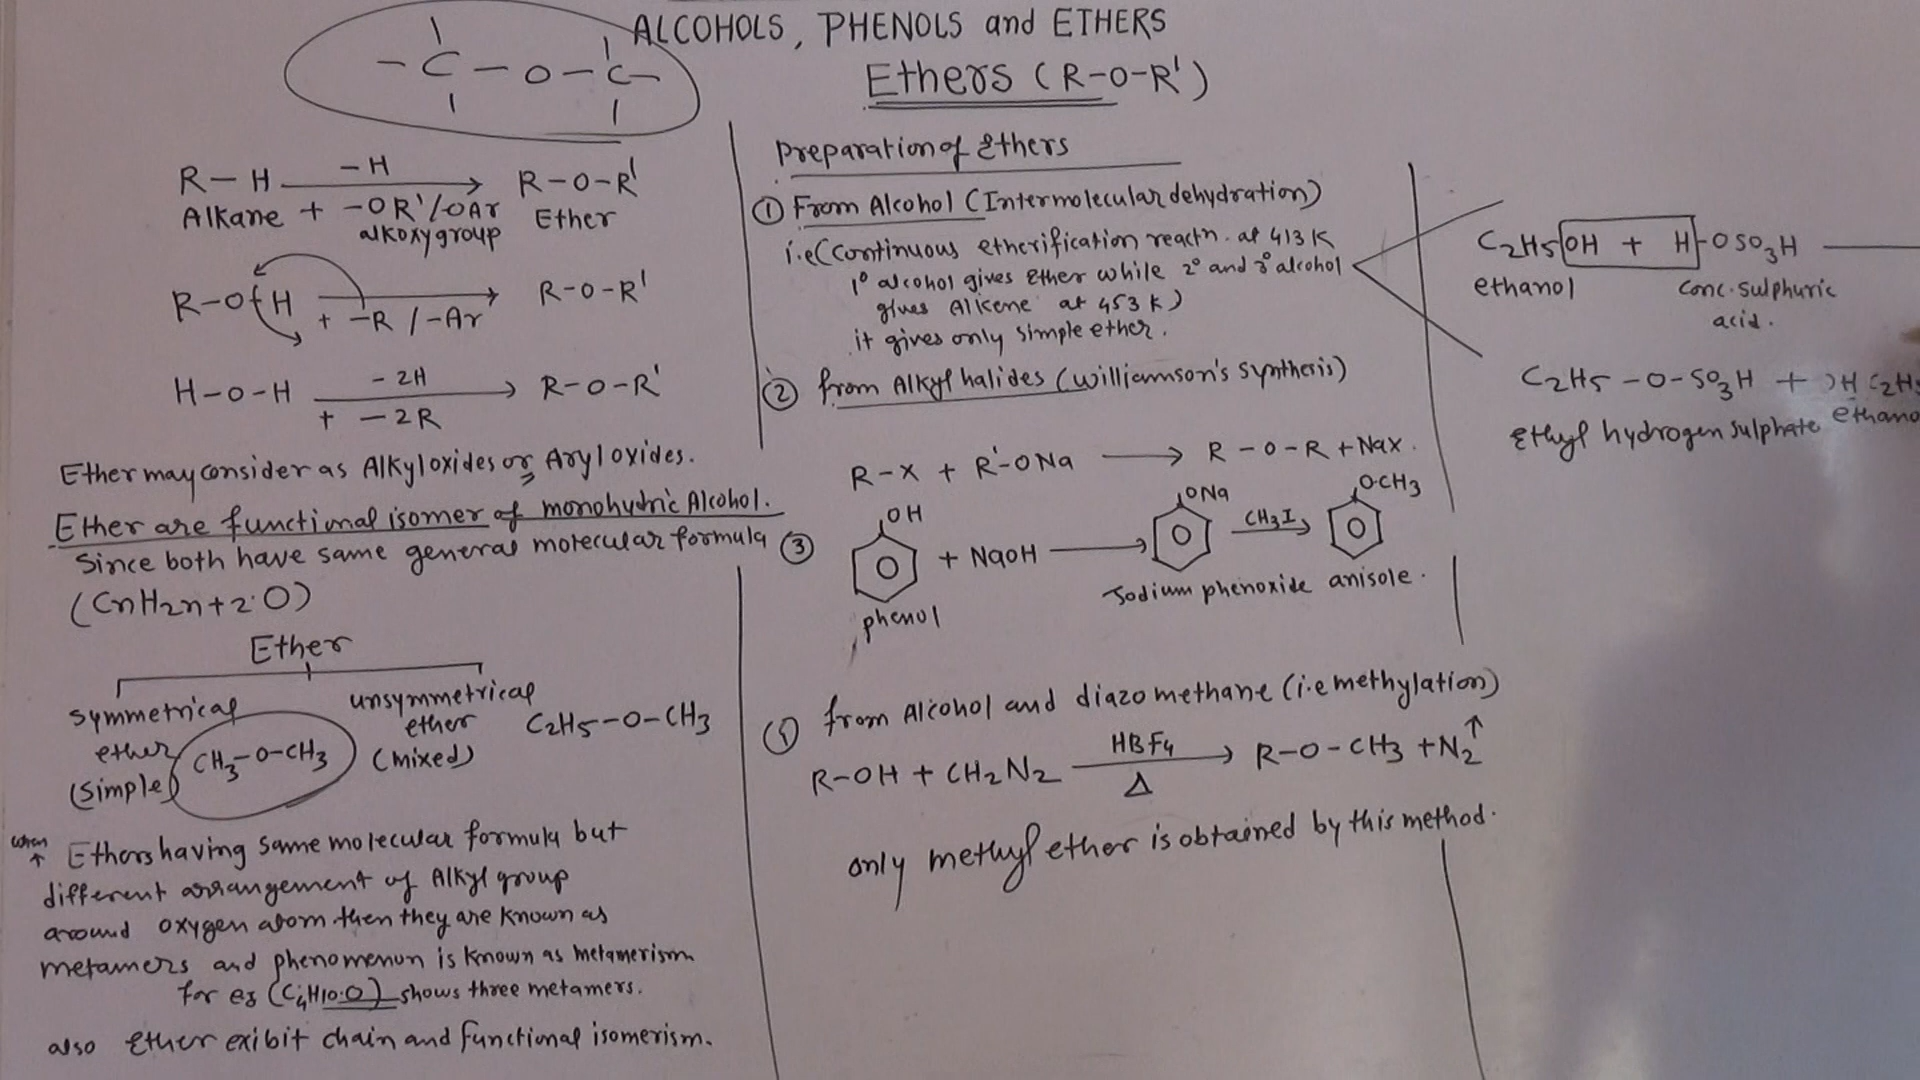 ALCOHOLS, PHENOLS and ETHERS
Ethers (R-O-R')
- C - O - C -
R - H - H → R-O-R'
Alkane + -OR'/-OAr Ether
alkoxy group
R-O-H → R-O-R'
+ -R / -Ar
H-O-H - 2H → R-O-R'
+ - 2R
Ether may consider as Alkyloxides or Aryloxides.
Ether are functional isomer of monohydric Alcohol.
Since both have same general molecular formula
(CnH2n+2·O)
Ether
symmetrical ether (simple) CH3-O-CH3
unsymmetrical ether (mixed) C2H5-O-CH3
when Ethers having same molecular formula but
different arrangement of Alkyl group
around oxygen atom then they are known as
metamers and phenomenon is known as metamerism
for eg (C4H10·O) shows three metamers.
also Ether exibit chain and functional isomerism.
Preparation of Ethers
① From Alcohol (Intermolecular dehydration)
i.e (continuous etherification reactn. at 413 K
1° alcohol gives Ether while 2° and 3° alcohol
gives Alkene at 453 K)
it gives only simple ether.
② from Alkyl halides (williamson's synthesis)
R-X + R'-ONa → R-O-R + Nax.
③ OH + NaOH → ONa CH3I → OCH3
phenol sodium phenoxide anisole.
from Alcohol and diazo methane (i.e methylation)
R-OH + CH2N2 HBF4 → R-O-CH3 + N2↑
Δ
only methyl ether is obtained by this method.
C2H5 OH + H-OSO3H
ethanol conc. sulphuric
acid.
C2H5-O-SO3H + OH C2H5
Ethyl hydrogen sulphate ethano